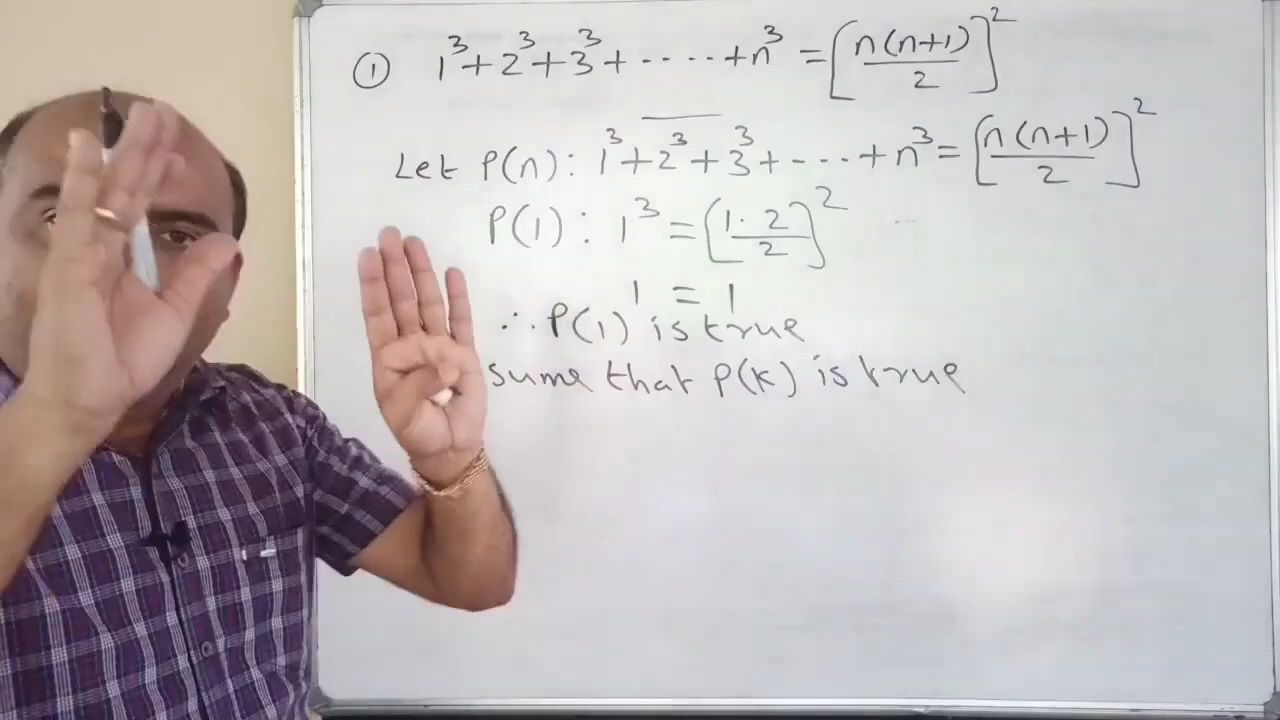 ① 1³+2³+3³+ ····· +n³ = [n(n+1)/2]²
Let P(n): 1³+2³+3³+ ---- + n³ = [n(n+1)/2]²
P(1): 1³ = [1·2/2]²
1 = 1
∴ P(1) is true
sume that P(k) is true